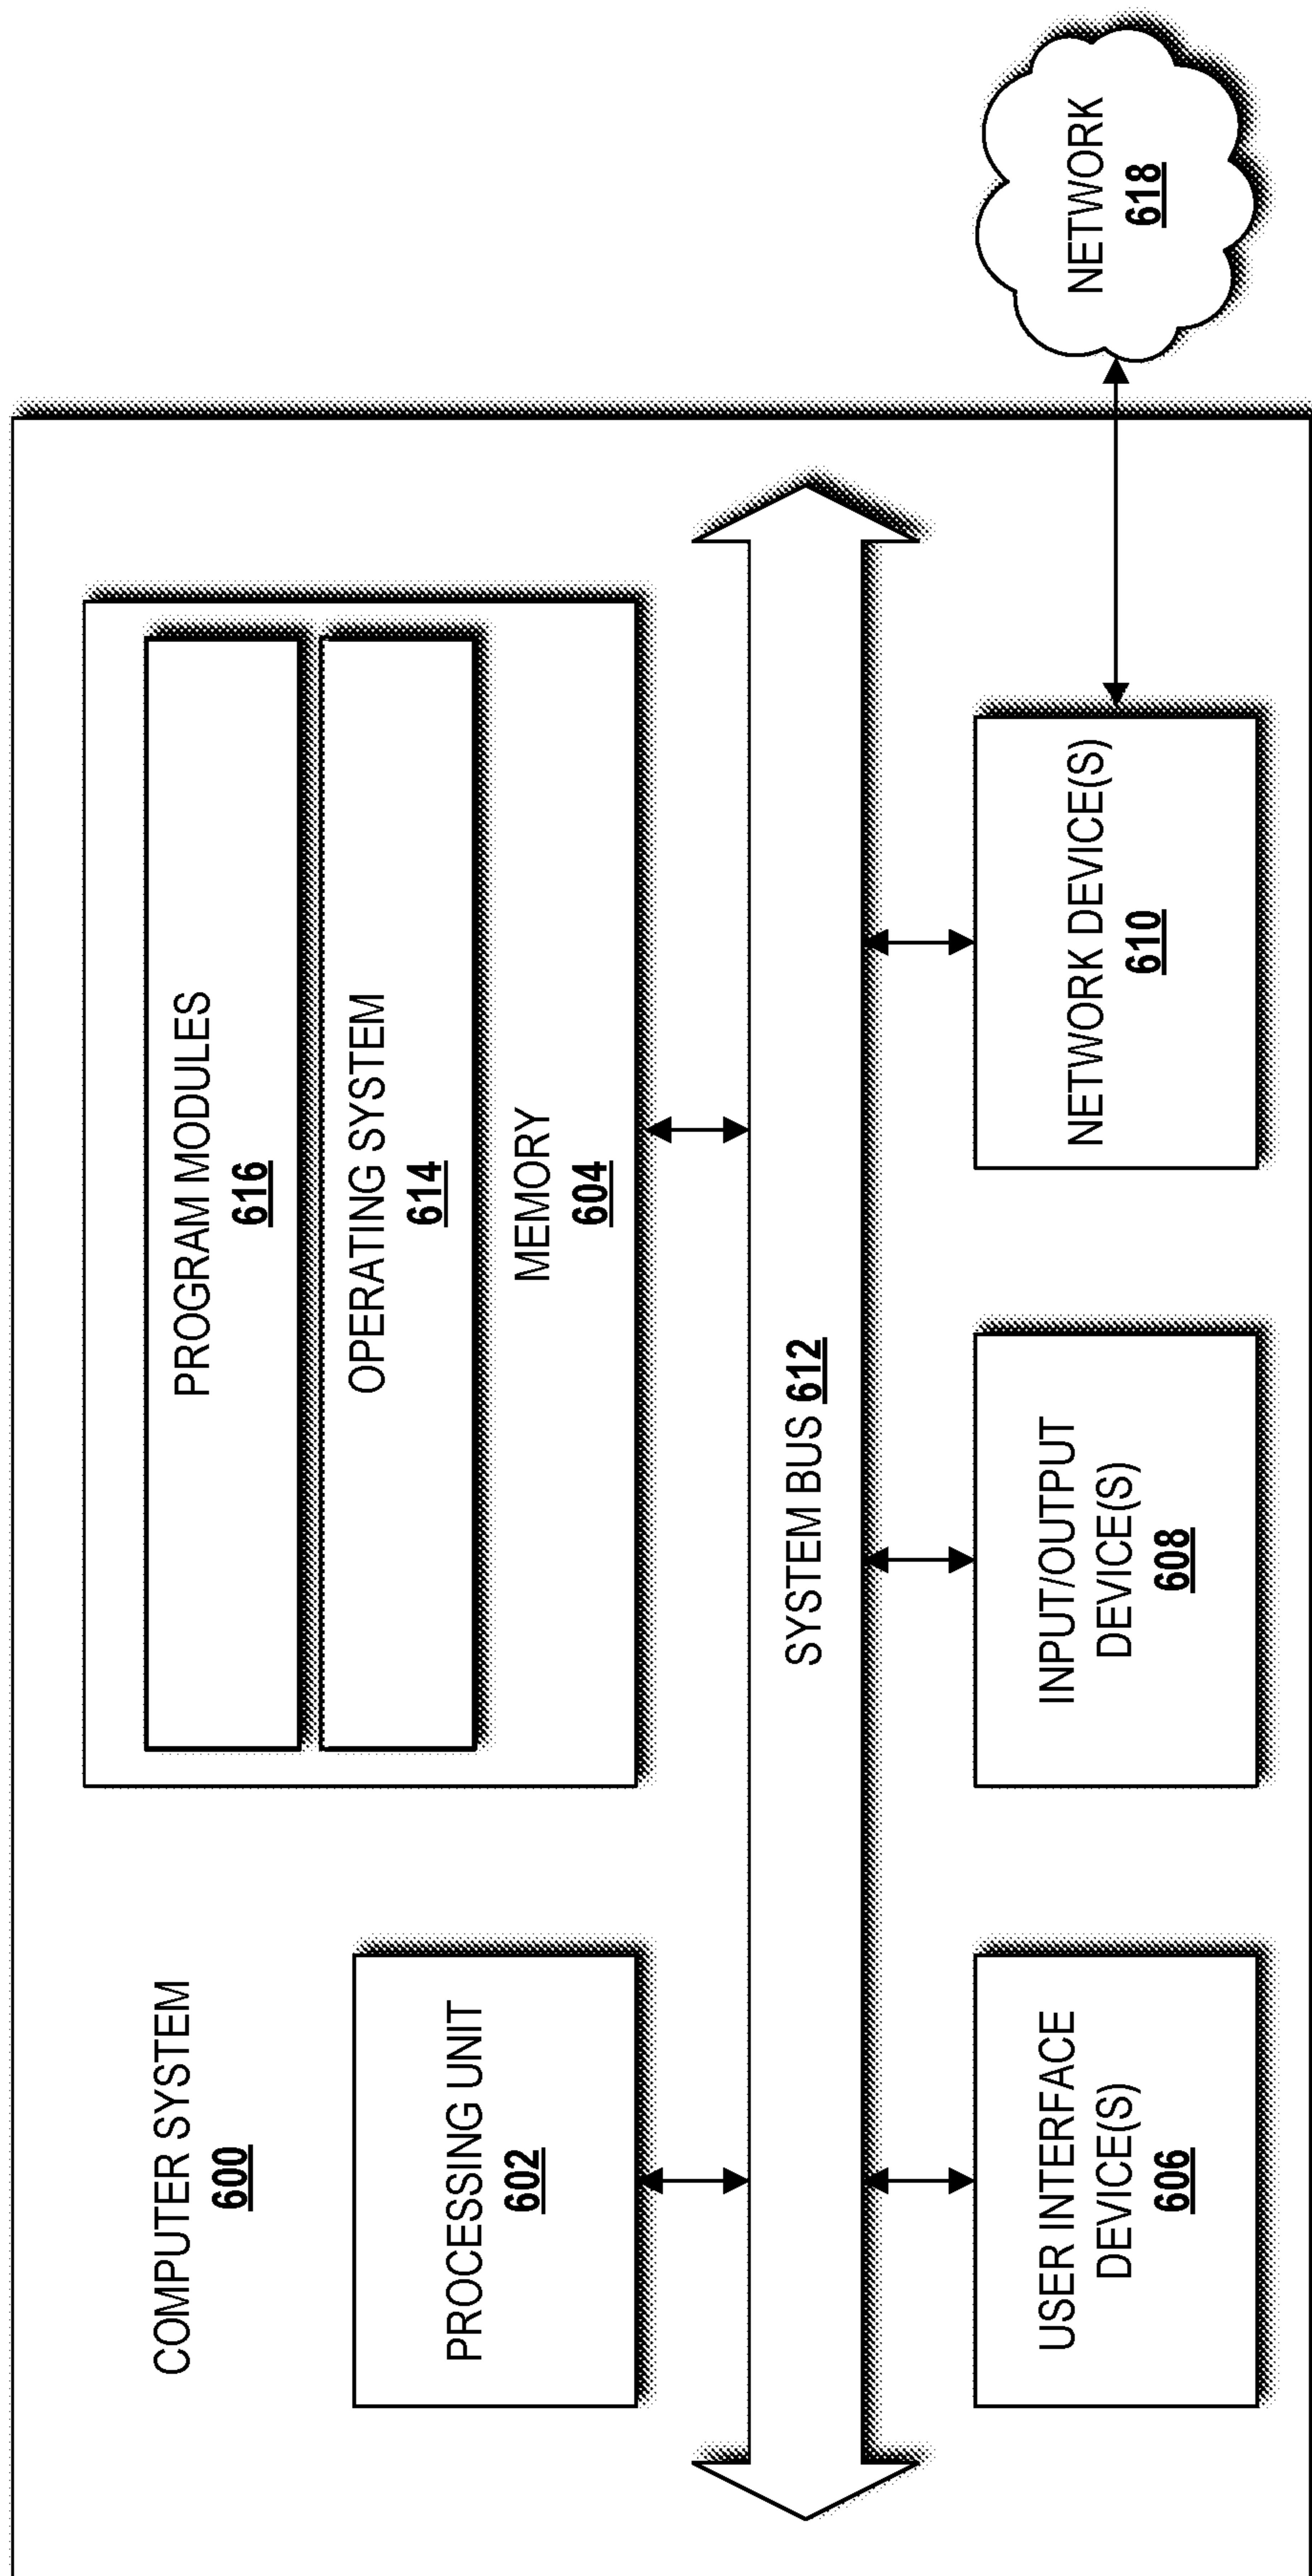 COMPUTER SYSTEM
600
PROCESSING UNIT
602
PROGRAM MODULES
616
OPERATING SYSTEM
614
MEMORY
604
SYSTEM BUS 612
USER INTERFACE
DEVICE(S)
606
INPUT/OUTPUT
DEVICE(S)
608
NETWORK DEVICE(S)
610
NETWORK
618